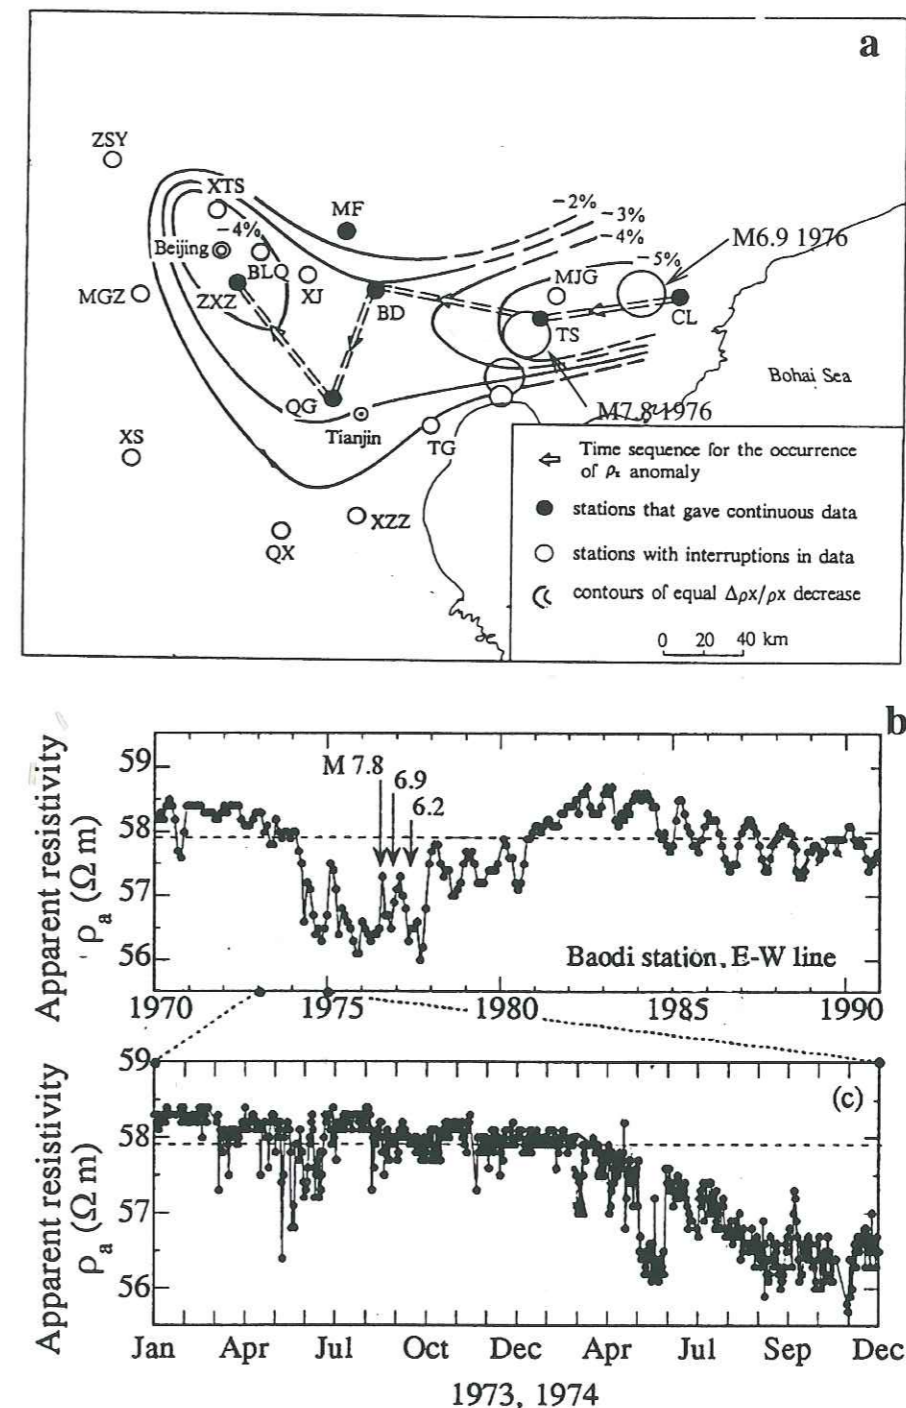 a
ZSY
XTS
MF
-2%
-3%
-4%
-5%
M6.9 1976
-4%
Beijing
BL
XJ
MJG
MGZ
ZXZ
BD
TS
CL
Bohai Sea
QG
Tianjin
M7.8 1976
TG
XS
XZZ
QX
Time sequence for the occurrence
of ρx anomaly
stations that gave continuous data
stations with interruptions in data
contours of equal Δρx/ρx decrease
0 20 40 km
b
Apparent resistivity
ρa (Ω m)
59
58
57
56
M 7.8
6.9
6.2
Baodi station, E-W line
1970 1975 1980 1985 1990
(c)
Apparent resistivity
ρa (Ω m)
59
58
57
56
Jan Apr Jul Oct Dec Apr Jul Sep Dec
1973, 1974